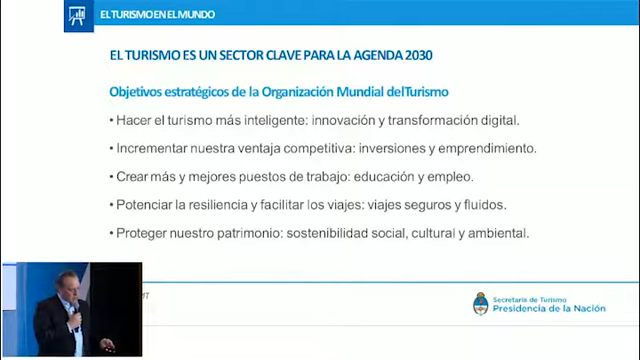 EL TURISMO EN EL MUNDO
EL TURISMO ES UN SECTOR CLAVE PARA LA AGENDA 2030
Objetivos estratégicos de la Organización Mundial delTurismo
• Hacer el turismo más inteligente: innovación y transformación digital.
• Incrementar nuestra ventaja competitiva: inversiones y emprendimiento.
• Crear más y mejores puestos de trabajo: educación y empleo.
• Potenciar la resiliencia y facilitar los viajes: viajes seguros y fluidos.
• Proteger nuestro patrimonio: sostenibilidad social, cultural y ambiental.
Secretaría de Turismo
Presidencia de la Nación